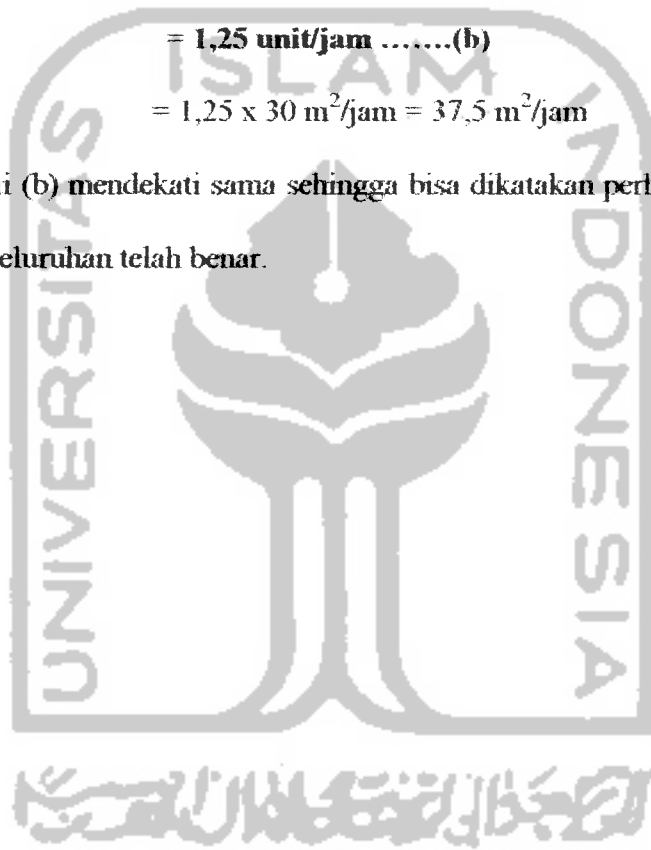 = 1,25 unit/jam .......(b)
= 1,25 x 30 m²/jam = 37,5 m²/jam
i (b) mendekati sama sehingga bisa dikatakan
eluruhan telah benar.
ISLAM
UNIVERSITAS
INDONESIA